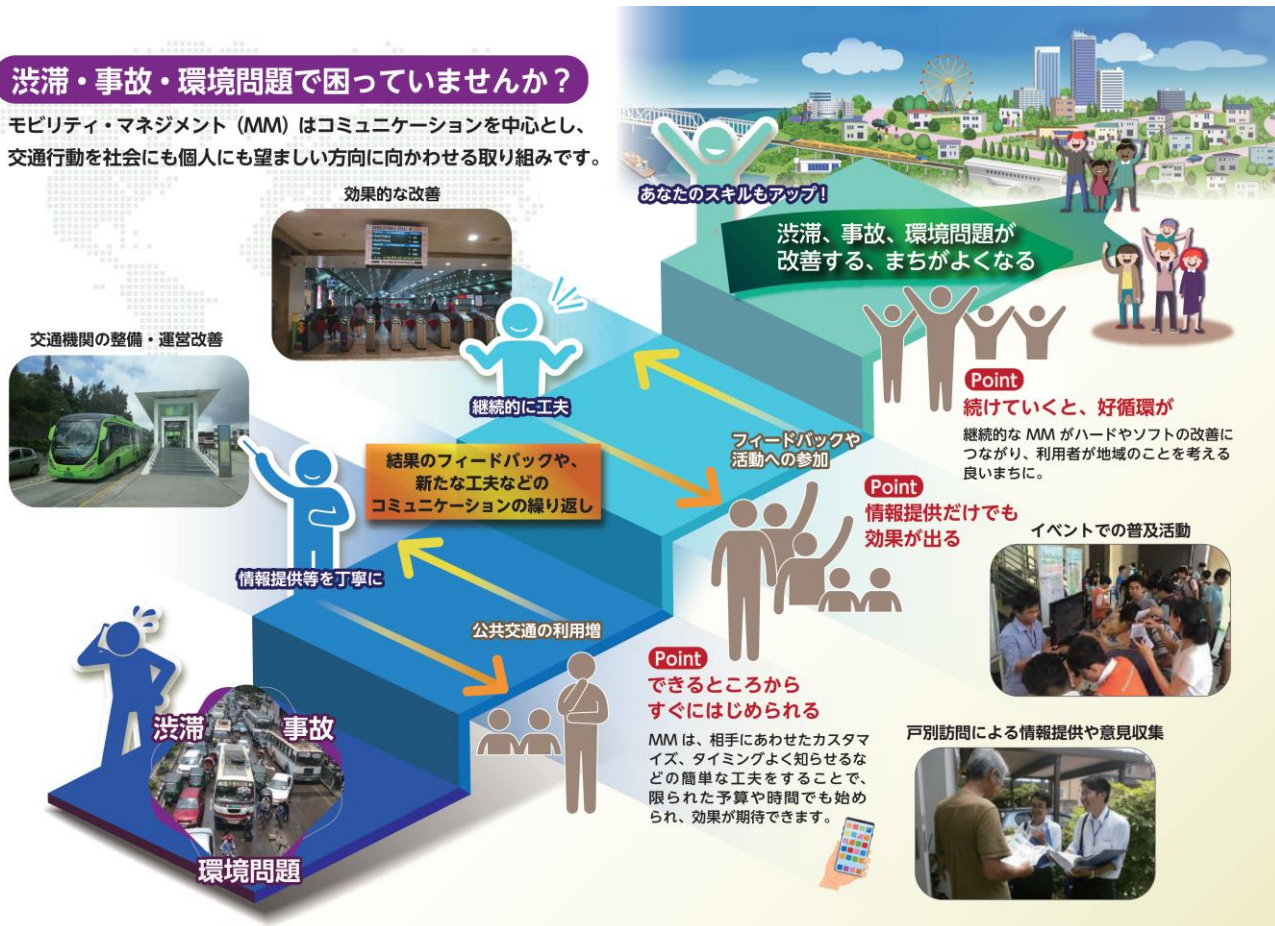 渋滞・事故・環境問題で困っていませんか？
モビリティ・マネジメント（MM）はコミュニケーションを中心とし、
交通行動を社会にも個人にも望ましい方向に向かわせる取り組みです。
効果的な改善
交通機関の整備・運営改善
あなたのスキルもアップ！
渋滞、事故、環境問題が
改善する、まちがよくなる
継続的に工夫
結果のフィードバックや、
新たな工夫などの
コミュニケーションの繰り返し
フィードバックや
活動への参加
情報提供等を丁寧に
公共交通の利用増
渋滞
事故
環境問題
Point
続けていくと、好循環が
継続的な MM がハードやソフトの改善に
つながり、利用者が地域のことを考える
良いまちに。
Point
情報提供だけでも
効果が出る
イベントでの普及活動
Point
できるところから
すぐにはじめられる
MM は、相手にあわせたカスタマ
イズ、タイミングよく知らせるな
どの簡単な工夫をすることで、
限られた予算や時間でも始め
られ、効果が期待できます。
戸別訪問による情報提供や意見収集